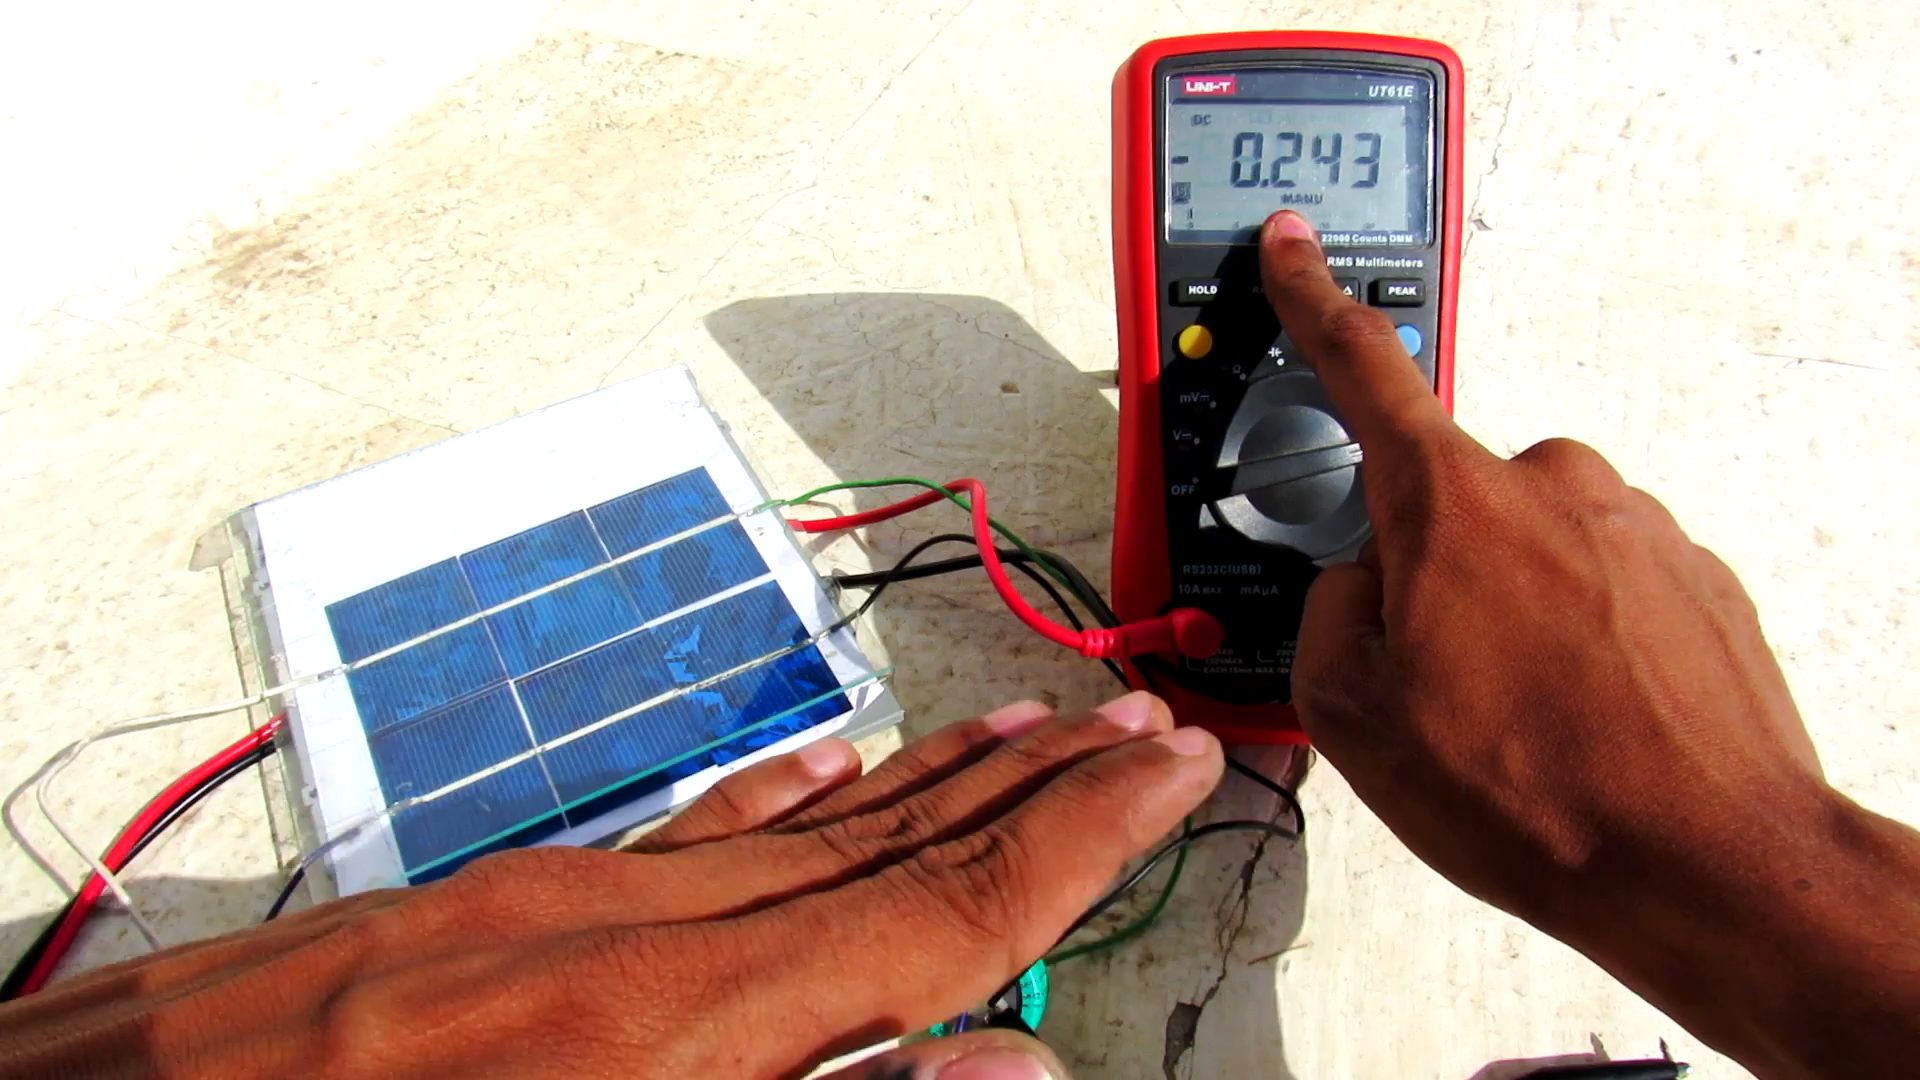 UNI-T UT61E
DC
- 0.243
MANU
22000 Counts DMM
RMS Multimeters
HOLD Δ PEAK
Ω
mV
V
OFF
RS232C(USB)
10A MAX mAμA